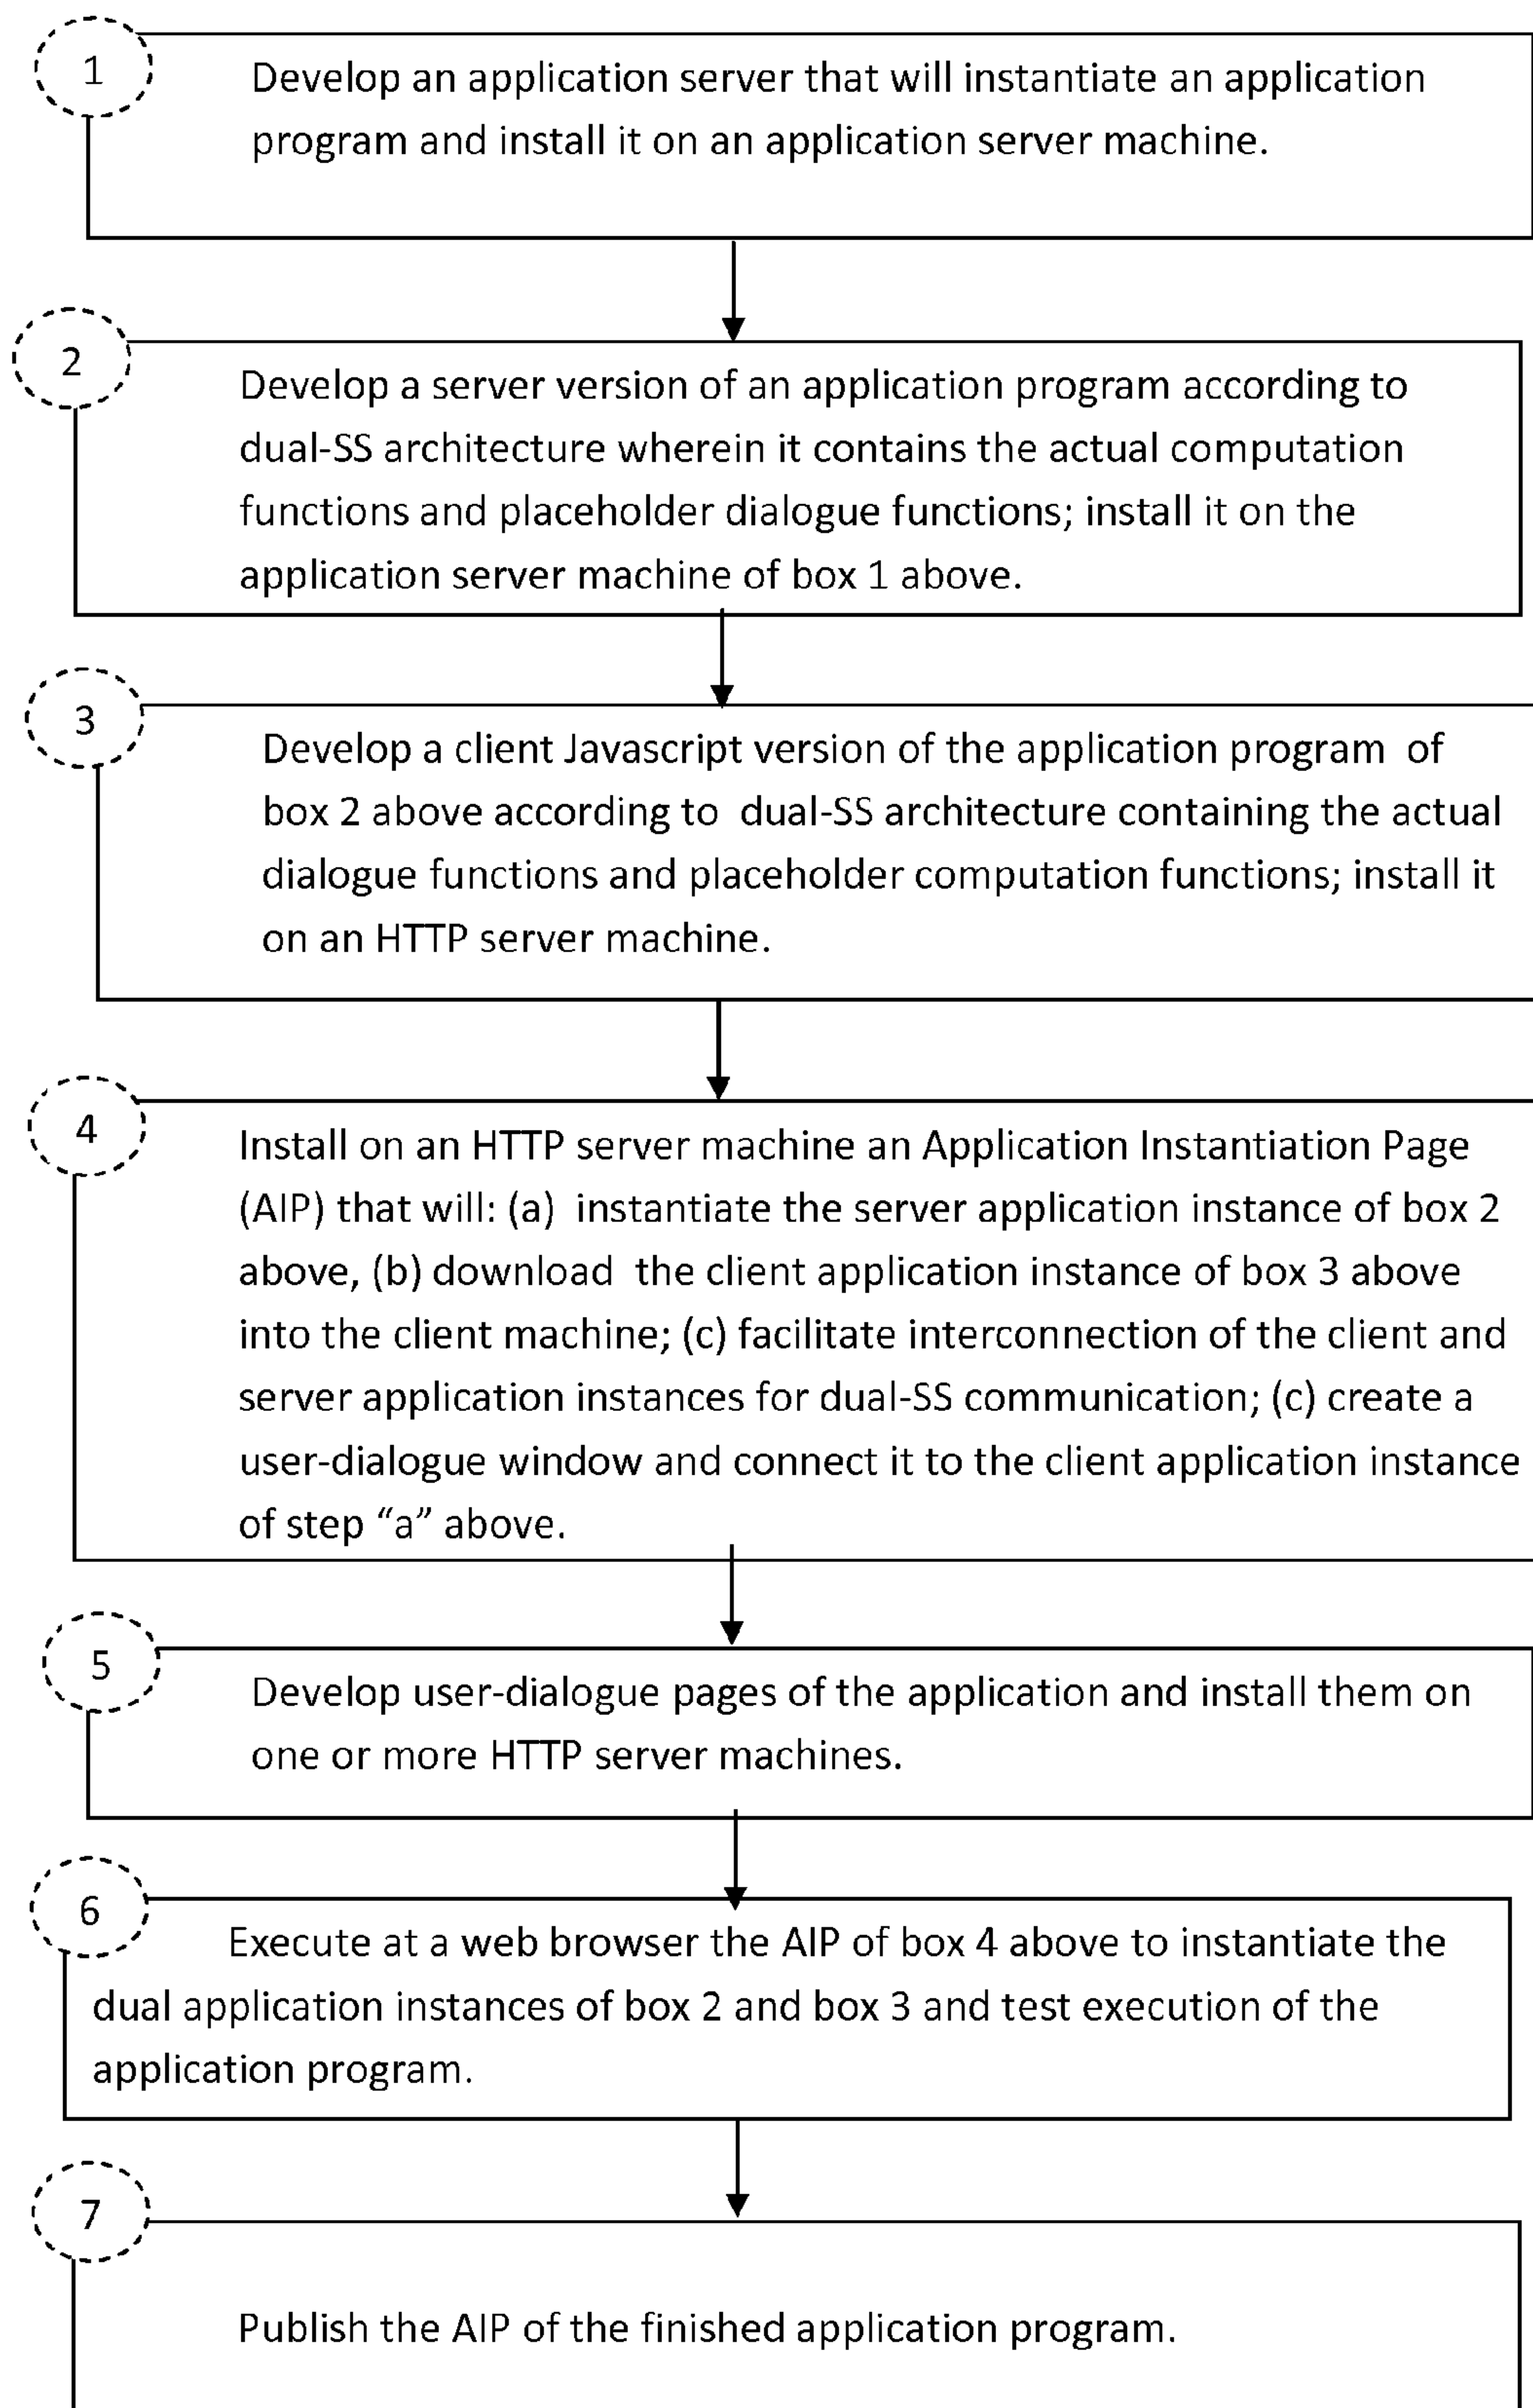 1
Develop an application server that will instantiate an application
program and install it on an application server machine.
2
Develop a server version of an application program according to
dual-SS architecture wherein it contains the actual computation
functions and placeholder dialogue functions; install it on the
application server machine of box 1 above.
3
Develop a client Javascript version of the application program of
box 2 above according to dual-SS architecture containing the actual
dialogue functions and placeholder computation functions; install it
on an HTTP server machine.
4
Install on an HTTP server machine an Application Instantiation Page
(AIP) that will: (a) instantiate the server application instance of box 2
above, (b) download the client application instance of box 3 above
into the client machine; (c) facilitate interconnection of the client and
server application instances for dual-SS communication; (c) create a
user-dialogue window and connect it to the client application instance
of step “a” above.
5
Develop user-dialogue pages of the application and install them on
one or more HTTP server machines.
6
Execute at a web browser the AIP of box 4 above to instantiate the
dual application instances of box 2 and box 3 and test execution of the
application program.
7
Publish the AIP of the finished application program.